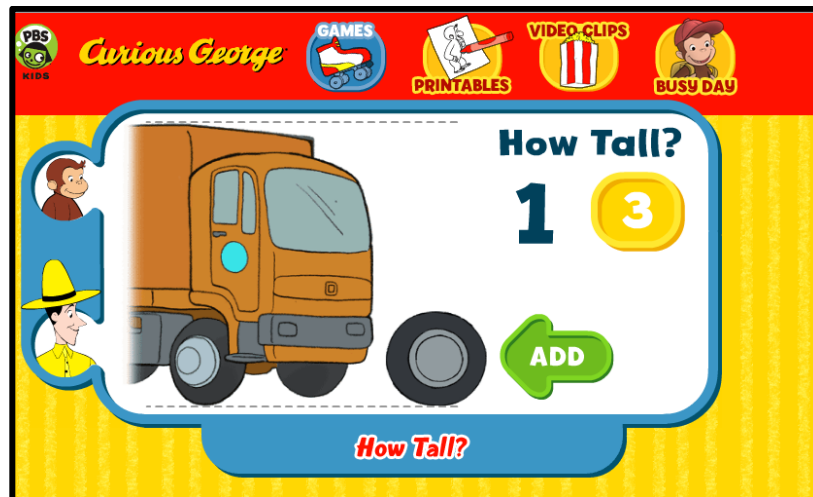 PBS
KIDS
Curious George
GAMES
PRINTABLES
VIDEO CLIPS
BUSY DAY
How Tall?
1 3
ADD
How Tall?